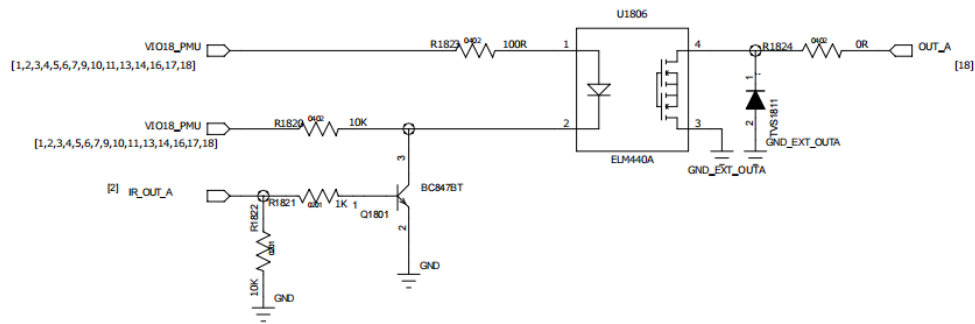 U1806
VIO18_PMU
R1823
0402
100R
1
4
R1824
0402
0R
OUT_A
[1,2,3,4,5,6,7,9,10,11,13,14,16,17,18]
[18]
1
2
TVS1811
VIO18_PMU
R1820
0402
10K
2
3
GND_EXT_OUTA
[1,2,3,4,5,6,7,9,10,11,13,14,16,17,18]
ELM440A
GND_EXT_OUTA
3
[2]
IR_OUT_A
BC847BT
R1821
0201
1K
1
Q1801
R1822
0201
10K
2
GND
GND